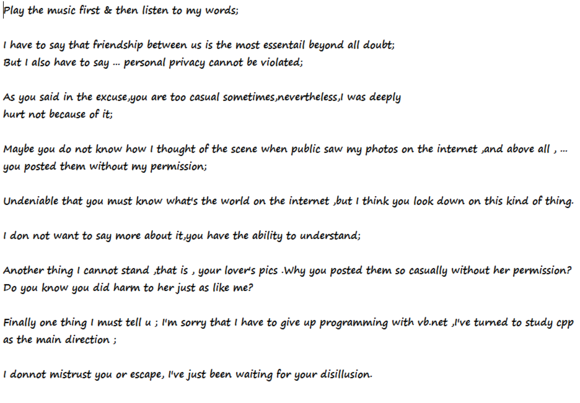 Play the music first & then listen to my words;
I have to say that friendship between us is the most essentail beyond all doubt;
But I also have to say ... personal privacy cannot be violated;
As you said in the excuse,you are too casual sometimes,nevertheless,I was deeply
hurt not because of it;
Maybe you do not know how I thought of the scene when public saw my photos on the internet ,and above all , ...
you posted them without my permission;
Undeniable that you must know what's the world on the internet ,but I think you look down on this kind of thing.
I don not want to say more about it,you have the ability to understand;
Another thing I cannot stand ,that is , your lover's pics .Why you posted them so casually without her permission?
Do you know you did harm to her just as like me?
Finally one thing I must tell u ; I'm sorry that I have to give up programming with vb.net ,I've turned to study cpp
as the main direction ;
I donnot mistrust you or escape, I've just been waiting for your disillusion.